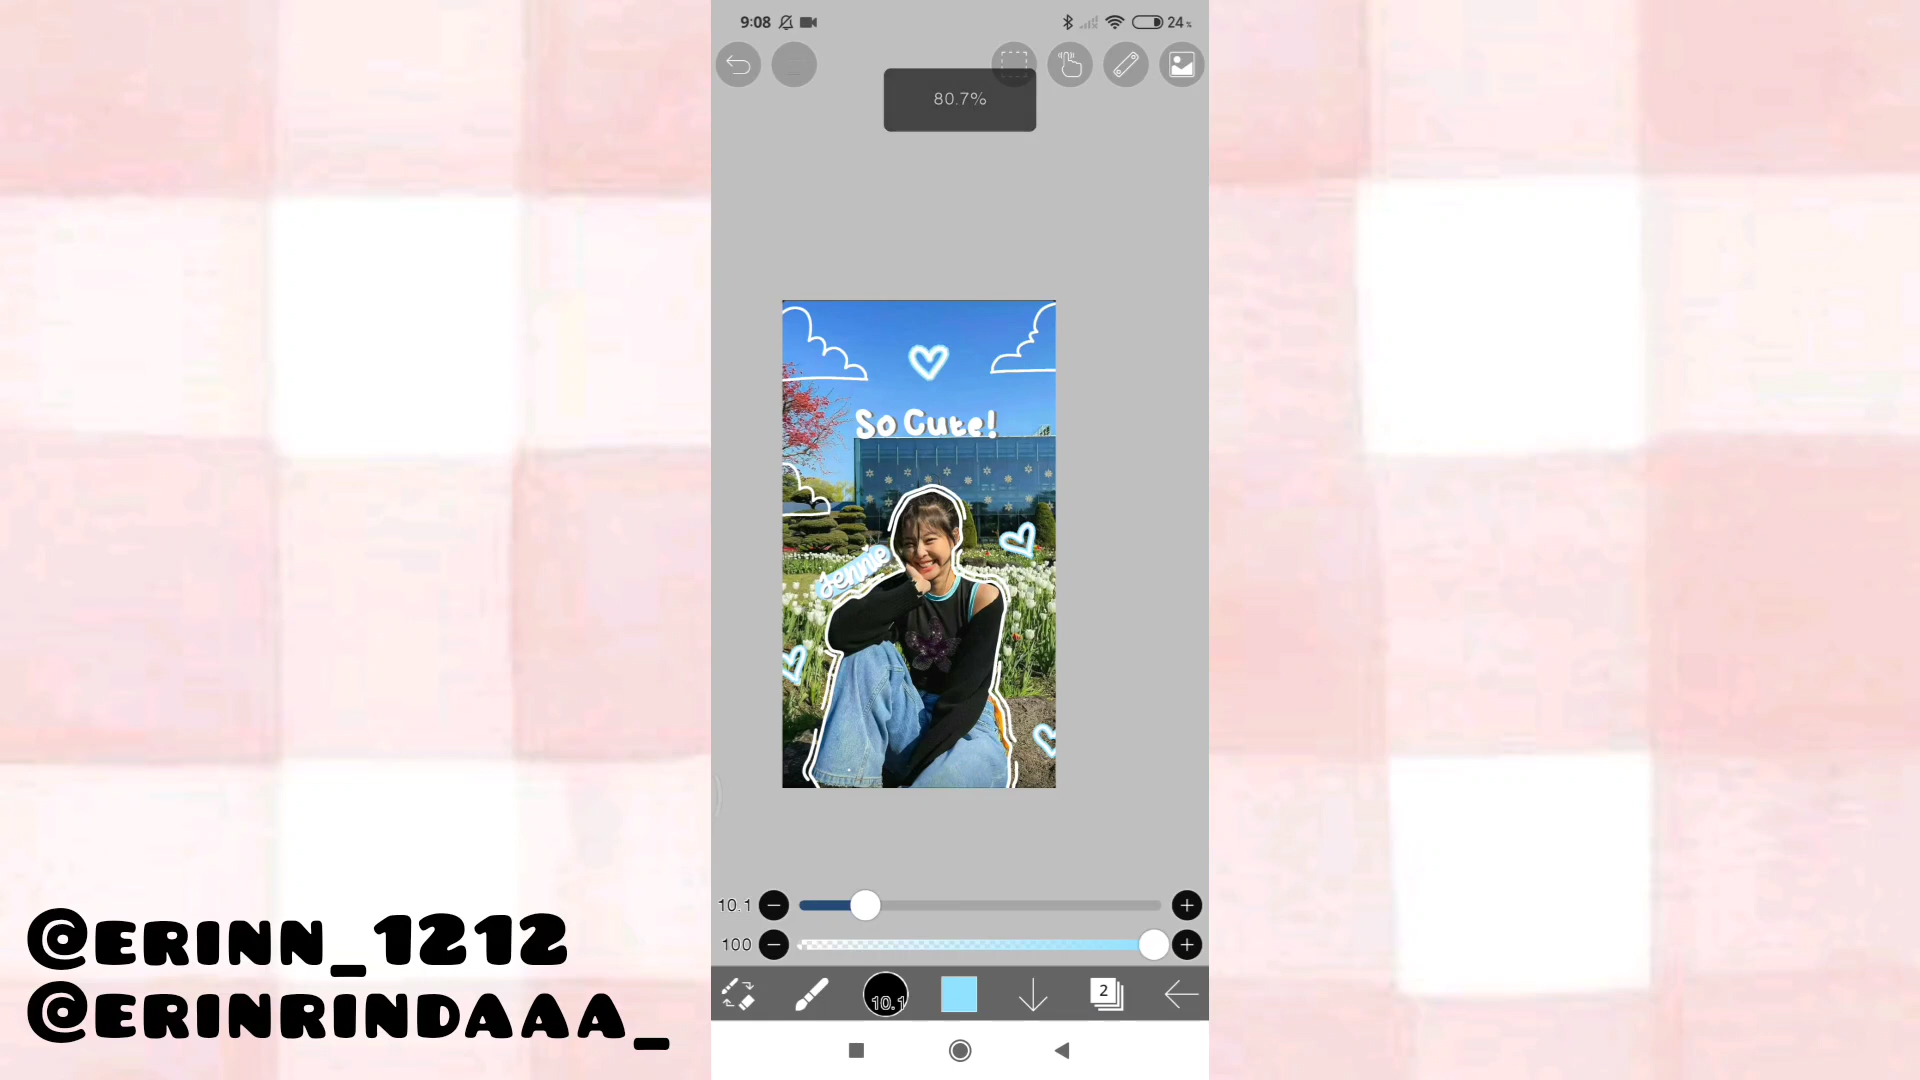 9:08
24%
80.7%
So Cute!
Jennie
10.1
100
10.1
2
@ERINN_1212
@ERINRINDAAA_